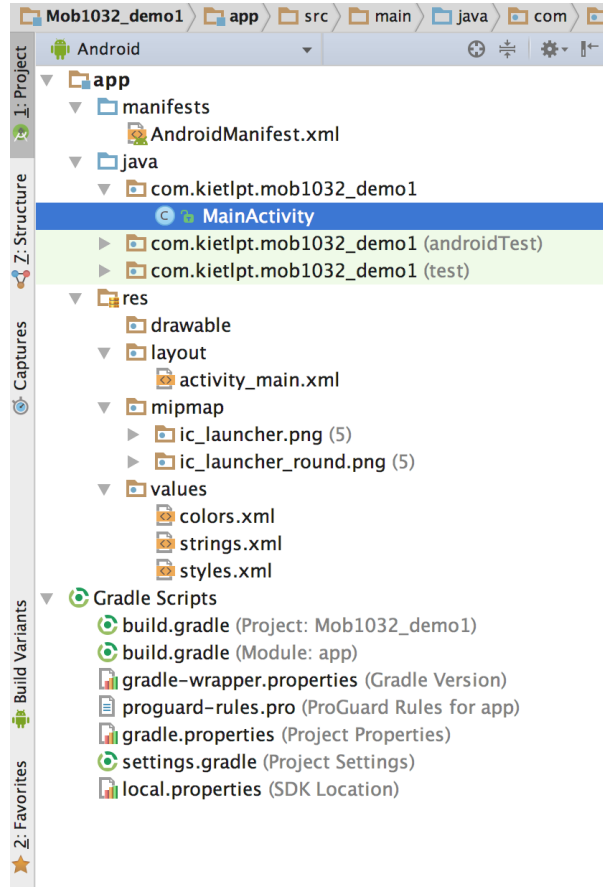 Mob1032_demo1 app src main java com
Android
app
manifests
AndroidManifest.xml
java
com.kietlpt.mob1032_demo1
C MainActivity
com.kietlpt.mob1032_demo1 (androidTest)
com.kietlpt.mob1032_demo1 (test)
res
drawable
layout
activity_main.xml
mipmap
ic_launcher.png (5)
ic_launcher_round.png (5)
values
colors.xml
strings.xml
styles.xml
Gradle Scripts
build.gradle (Project: Mob1032_demo1)
build.gradle (Module: app)
gradle-wrapper.properties (Gradle Version)
proguard-rules.pro (ProGuard Rules for app)
gradle.properties (Project Properties)
settings.gradle (Project Settings)
local.properties (SDK Location)
1: Project
Z: Structure
Captures
Build Variants
2: Favorites